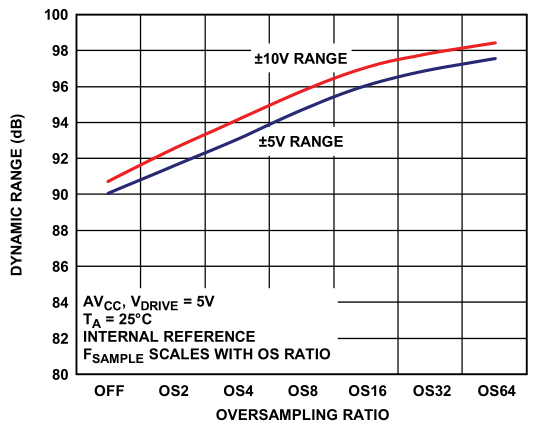 100
98
96
94
92
90
88
86
84
82
80
DYNAMIC RANGE (dB)
±10V RANGE
±5V RANGE
AVCC, VDRIVE = 5V
TA = 25°C
INTERNAL REFERENCE
FSAMPLE SCALES WITH OS RATIO
OFF OS2 OS4 OS8 OS16 OS32 OS64
OVERSAMPLING RATIO